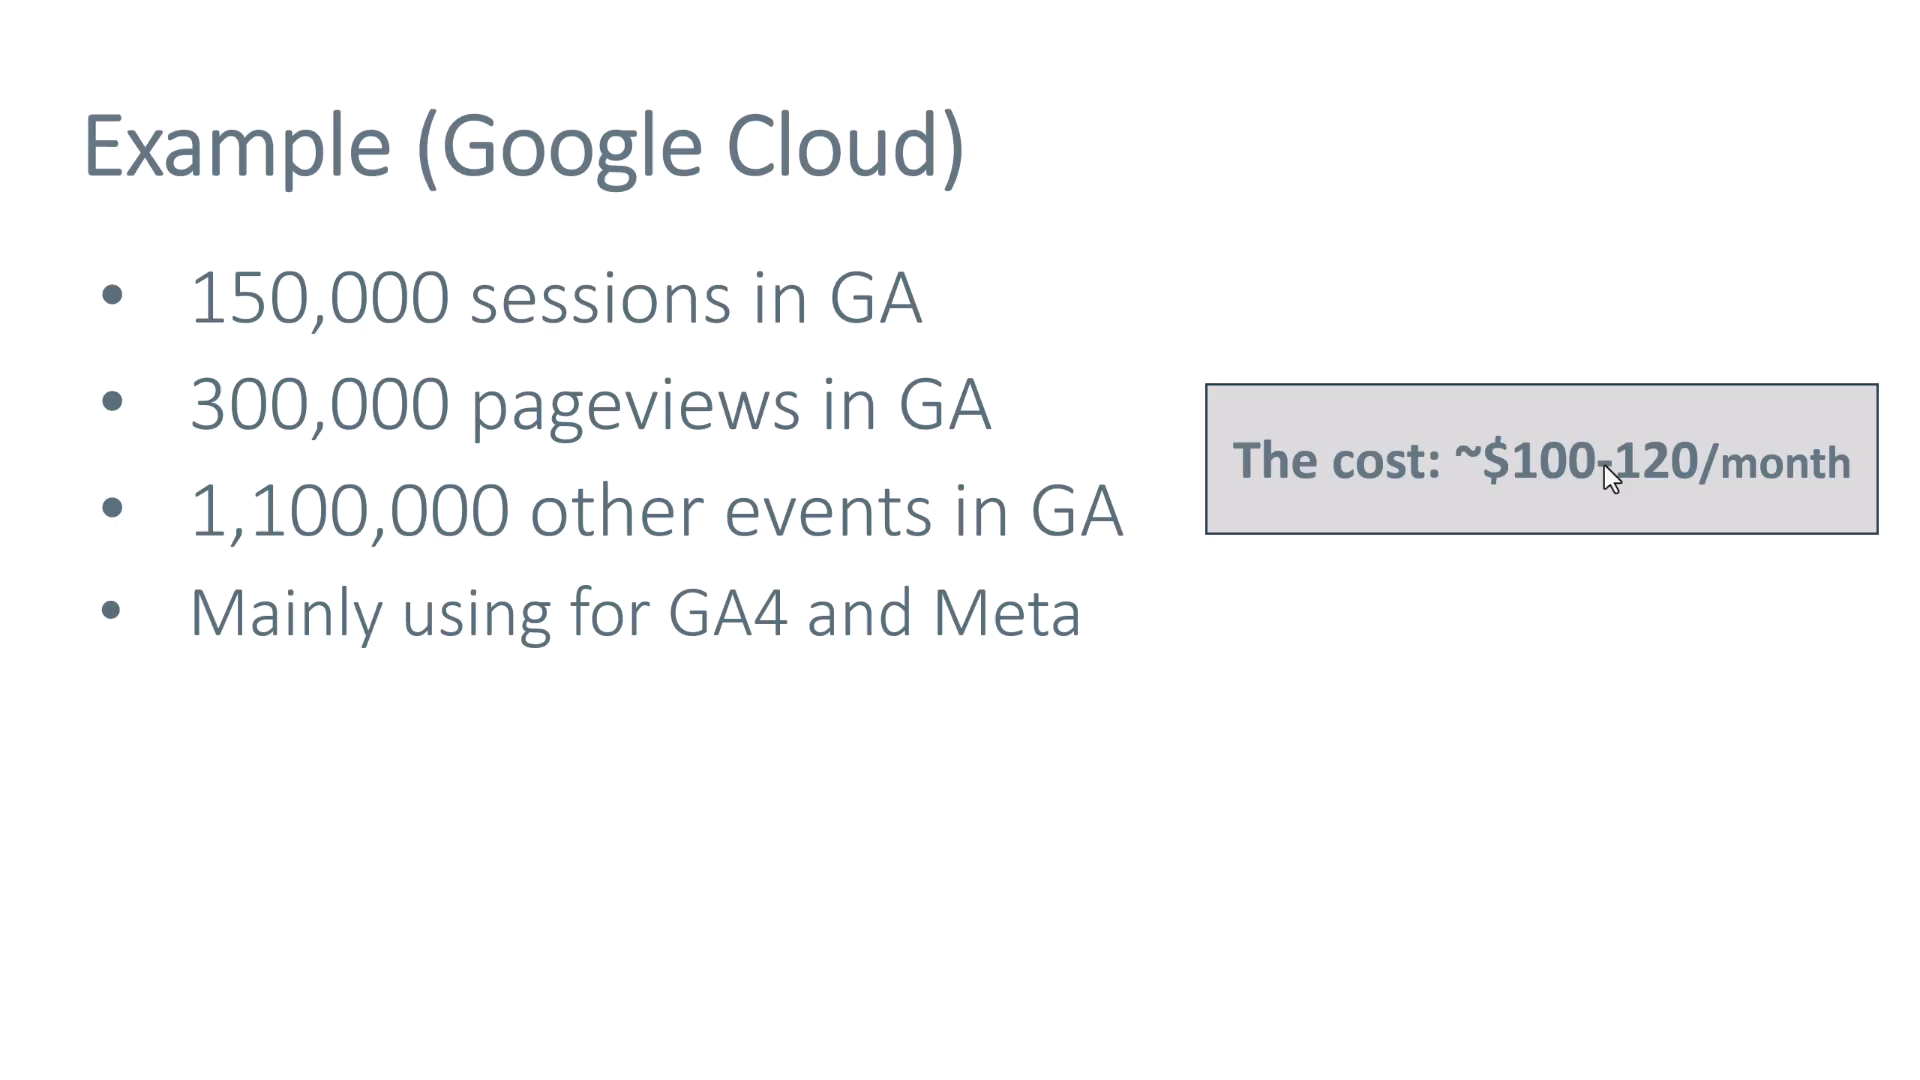 Example (Google Cloud)
• 150,000 sessions in GA
• 300,000 pageviews in GA
• 1,100,000 other events in GA
• Mainly using for GA4 and Meta
The cost: ~$100-120/month